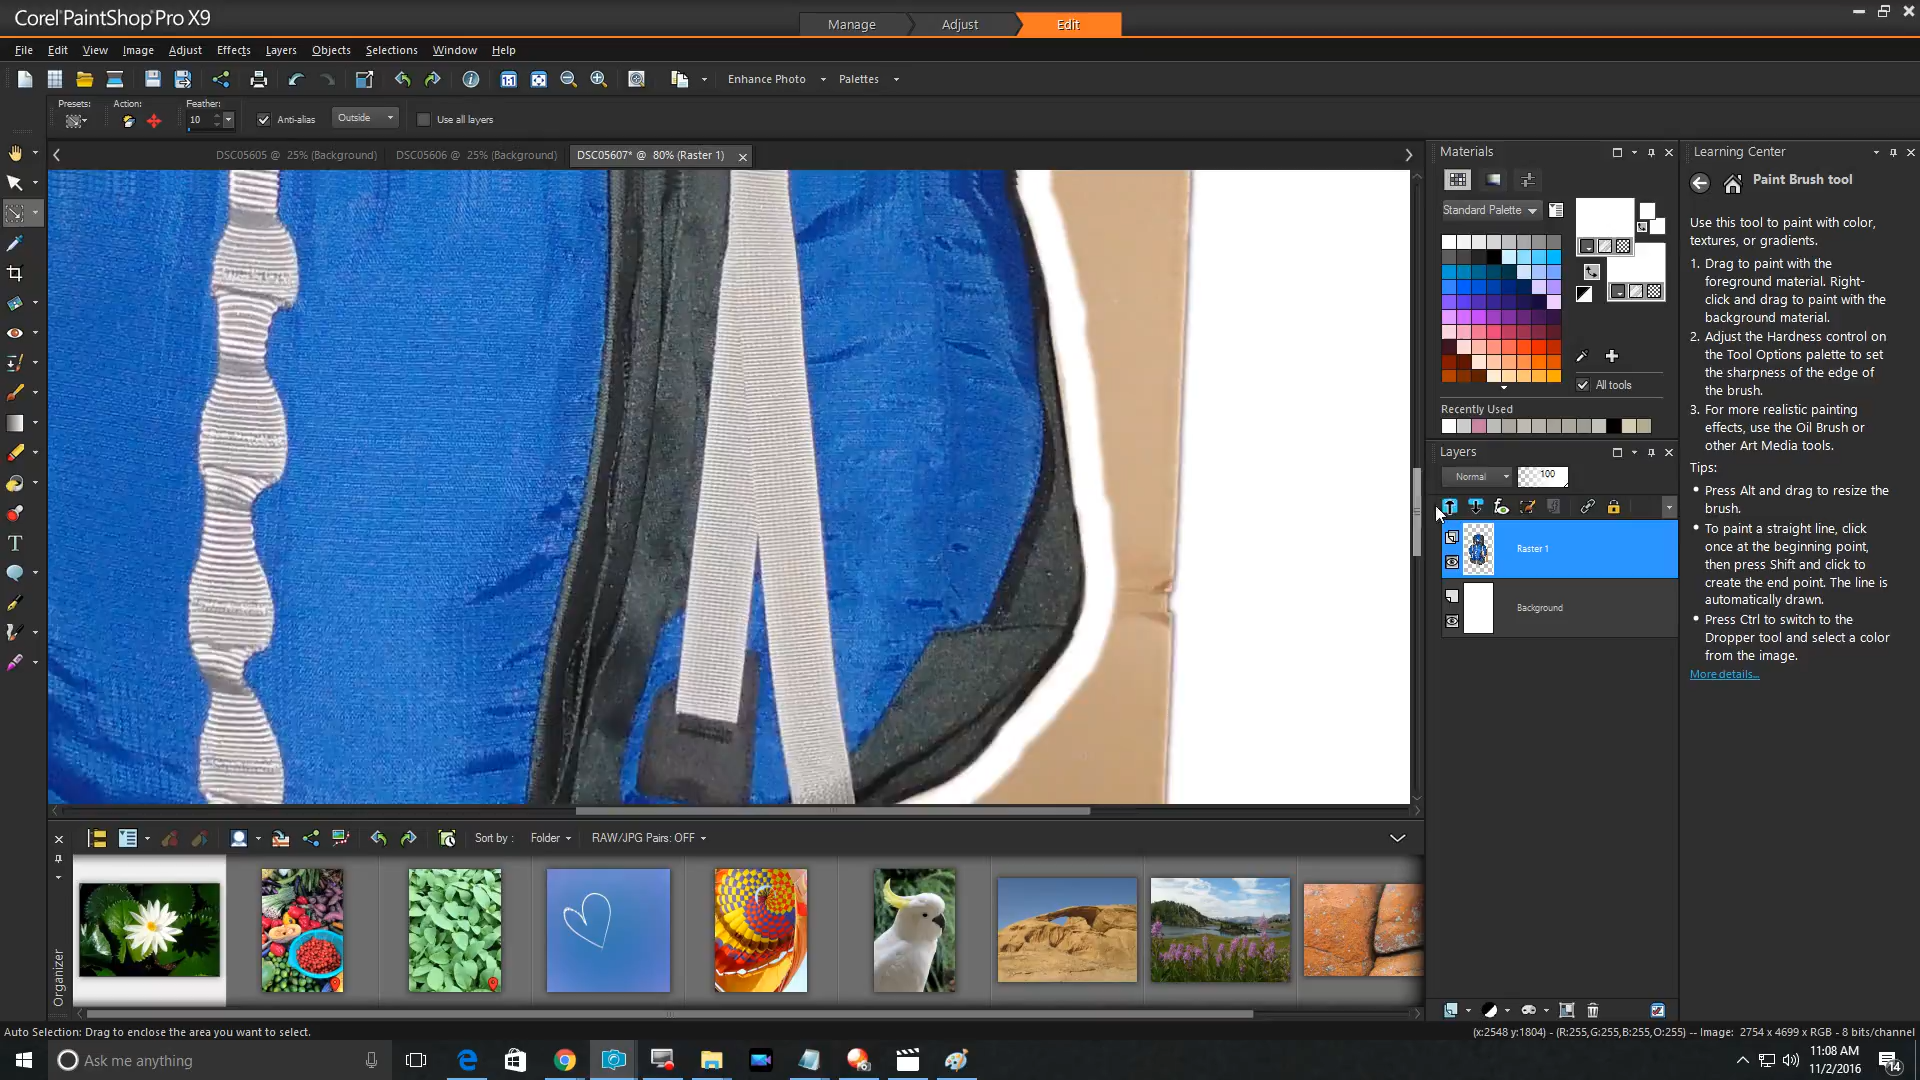 Corel PaintShop Pro X9
Manage
Adjust
Edit
File Edit View Image Adjust Effects Layers Objects Selections Window Help
Enhance Photo
Palettes
Presets:
Action:
Feather:
10
Anti-alias
Outside
Use all layers
DSC05605 @ 25% (Background)
DSC05606 @ 25% (Background)
DSC05607* @ 80% (Raster 1)
Materials
Standard Palette
All tools
Recently Used
Layers
Normal
100
Raster 1
Background
Learning Center
Paint Brush tool
Use this tool to paint with color,
textures, or gradients.
1. Drag to paint with the
foreground material. Right-
click and drag to paint with the
background material.
2. Adjust the Hardness control on
the Tool Options palette to set
the sharpness of the edge of
the brush.
3. For more realistic painting
effects, use the Oil Brush or
other Art Media tools.
Tips:
• Press Alt and drag to resize the
brush.
• To paint a straight line, click
once at the beginning point,
then press Shift and click to
create the end point. The line is
automatically drawn.
• Press Ctrl to switch to the
Dropper tool and select a color
from the image.
More details...
Sort by :
Folder
RAW/JPG Pairs: OFF
Organizer
Auto Selection: Drag to enclose the area you want to select.
(x:2548 y:1804) - (R:255,G:255,B:255,O:255) -- Image: 2754 x 4699 x RGB - 8 bits/channel
Ask me anything
11:08 AM
11/2/2016
14